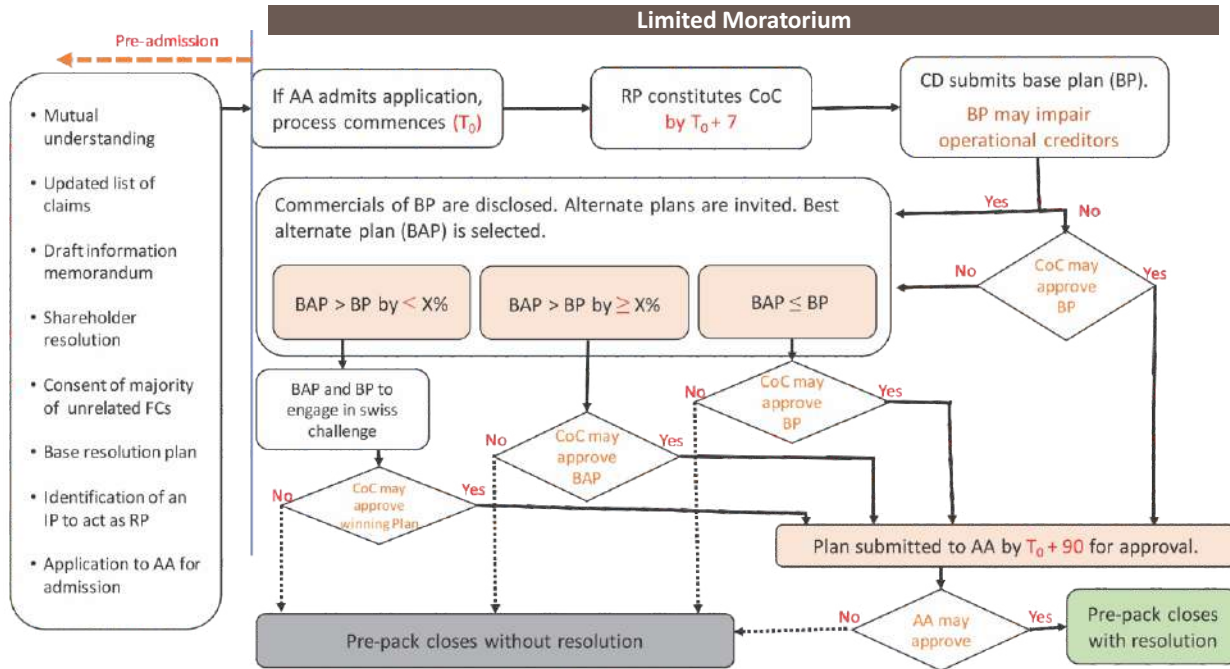 Limited Moratorium
Pre-admission
• Mutual
understanding
• Updated list of
claims
• Draft information
memorandum
• Shareholder
resolution
• Consent of majority
of unrelated FCs
• Base resolution plan
• Identification of an
IP to act as RP
• Application to AA for
admission
If AA admits application,
process commences (T₀)
RP constitutes CoC
by T₀ + 7
CD submits base plan (BP).
BP may impair
operational creditors
Yes
No
Commercials of BP are disclosed. Alternate plans are invited. Best
alternate plan (BAP) is selected.
No
CoC may
approve
BP
Yes
BAP > BP by < X%
BAP > BP by ≥ X%
BAP ≤ BP
BAP and BP to
engage in swiss
challenge
No
CoC may
approve
BP
Yes
No
CoC may
approve
BAP
Yes
No
CoC may
approve
winning Plan
Yes
Plan submitted to AA by T₀ + 90 for approval.
Pre-pack closes without resolution
No
AA may
approve
Yes
Pre-pack closes
with resolution